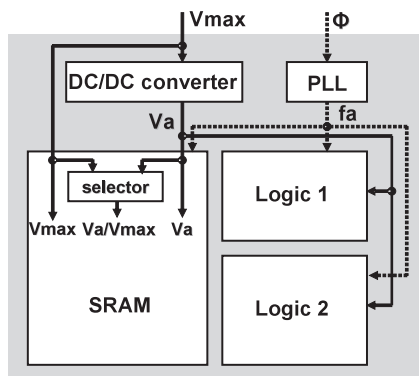 Vmax Φ
DC/DC converter PLL
Va fa
selector Logic 1
Vmax Va/Vmax Va
SRAM Logic 2